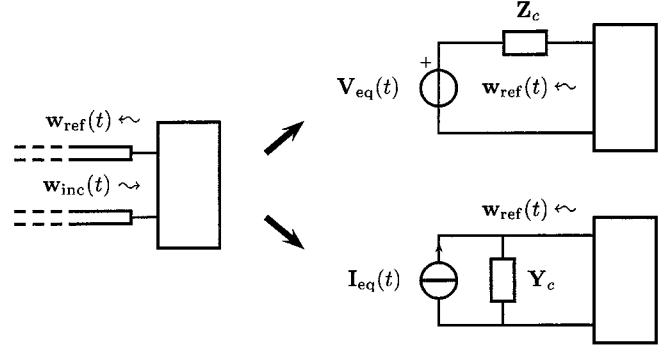 w_ref(t) ↜
w_inc(t) ↝
Z_c
+
V_eq(t)
w_ref(t) ↜
w_ref(t) ↜
I_eq(t)
Y_c